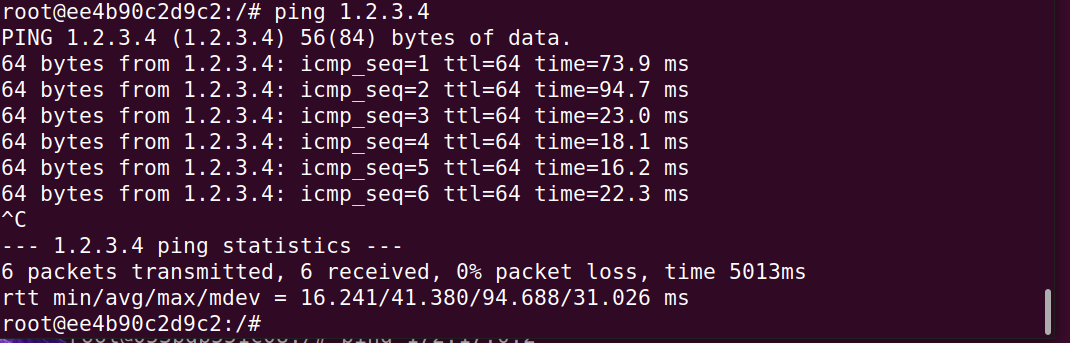 root@ee4b90c2d9c2:/# ping 1.2.3.4
PING 1.2.3.4 (1.2.3.4) 56(84) bytes of data.
64 bytes from 1.2.3.4: icmp_seq=1 ttl=64 time=73.9 ms
64 bytes from 1.2.3.4: icmp_seq=2 ttl=64 time=94.7 ms
64 bytes from 1.2.3.4: icmp_seq=3 ttl=64 time=23.0 ms
64 bytes from 1.2.3.4: icmp_seq=4 ttl=64 time=18.1 ms
64 bytes from 1.2.3.4: icmp_seq=5 ttl=64 time=16.2 ms
64 bytes from 1.2.3.4: icmp_seq=6 ttl=64 time=22.3 ms
^C
--- 1.2.3.4 ping statistics ---
6 packets transmitted, 6 received, 0% packet loss, time 5013ms
rtt min/avg/max/mdev = 16.241/41.380/94.688/31.026 ms
root@ee4b90c2d9c2:/#